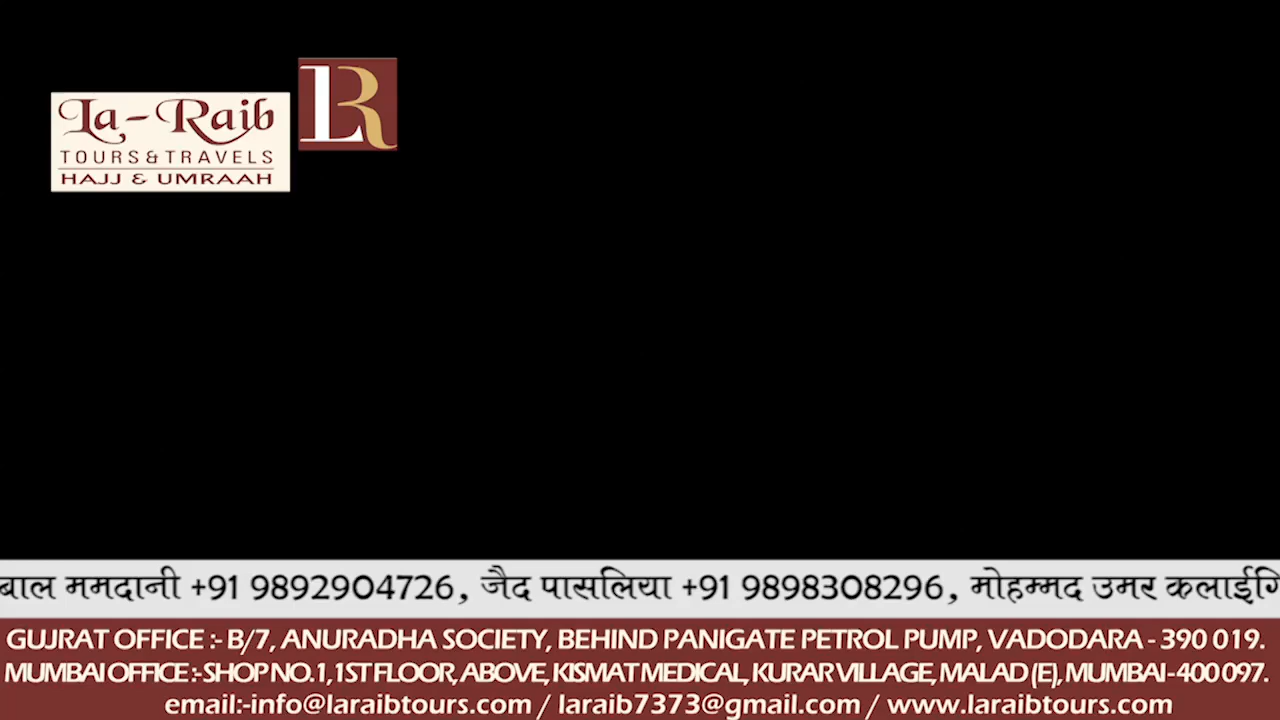 La-Raib
TOURS & TRAVELS
HAJJ & UMRAAH
LR
बाल ममदानी +91 9892904726, जैद पासलिया +91 9898308296, मोहम्मद उमर
GUJRAT OFFICE :- B/7, ANURADHA SOCIETY, BEHIND PANIGATE PETROL PUMP, VADODARA - 390 019.
MUMBAI OFFICE :- SHOP NO. 1, 1ST FLOOR, ABOVE, KISMAT MEDICAL, KURAR VILLAGE, MALAD (E), MUMBAI - 400 097.
email:-info@laraibtours.com / laraib7373@gmail.com / www.laraibtours.com